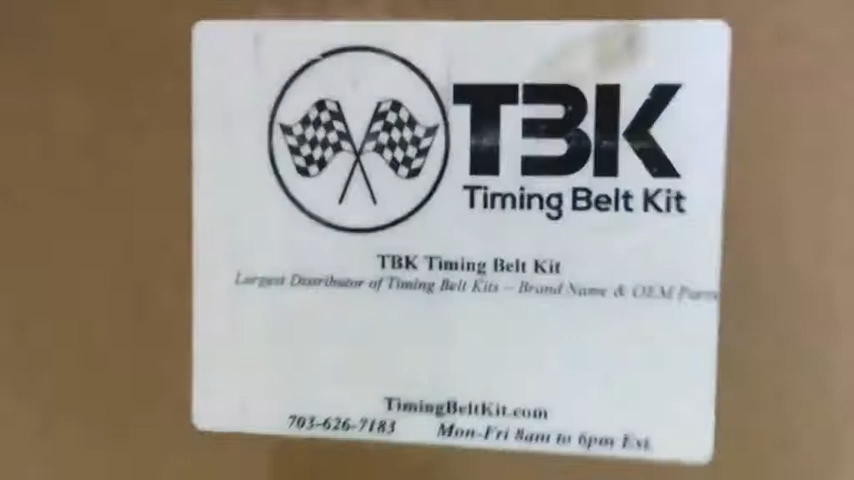 TBK
Timing Belt Kit
TBK Timing Belt Kit
Largest Distributor of Timing Belt Kits – Brand Name & OEM Parts
TimingBeltKit.com
703-626-7183 Mon-Fri 8am to 6pm Est.